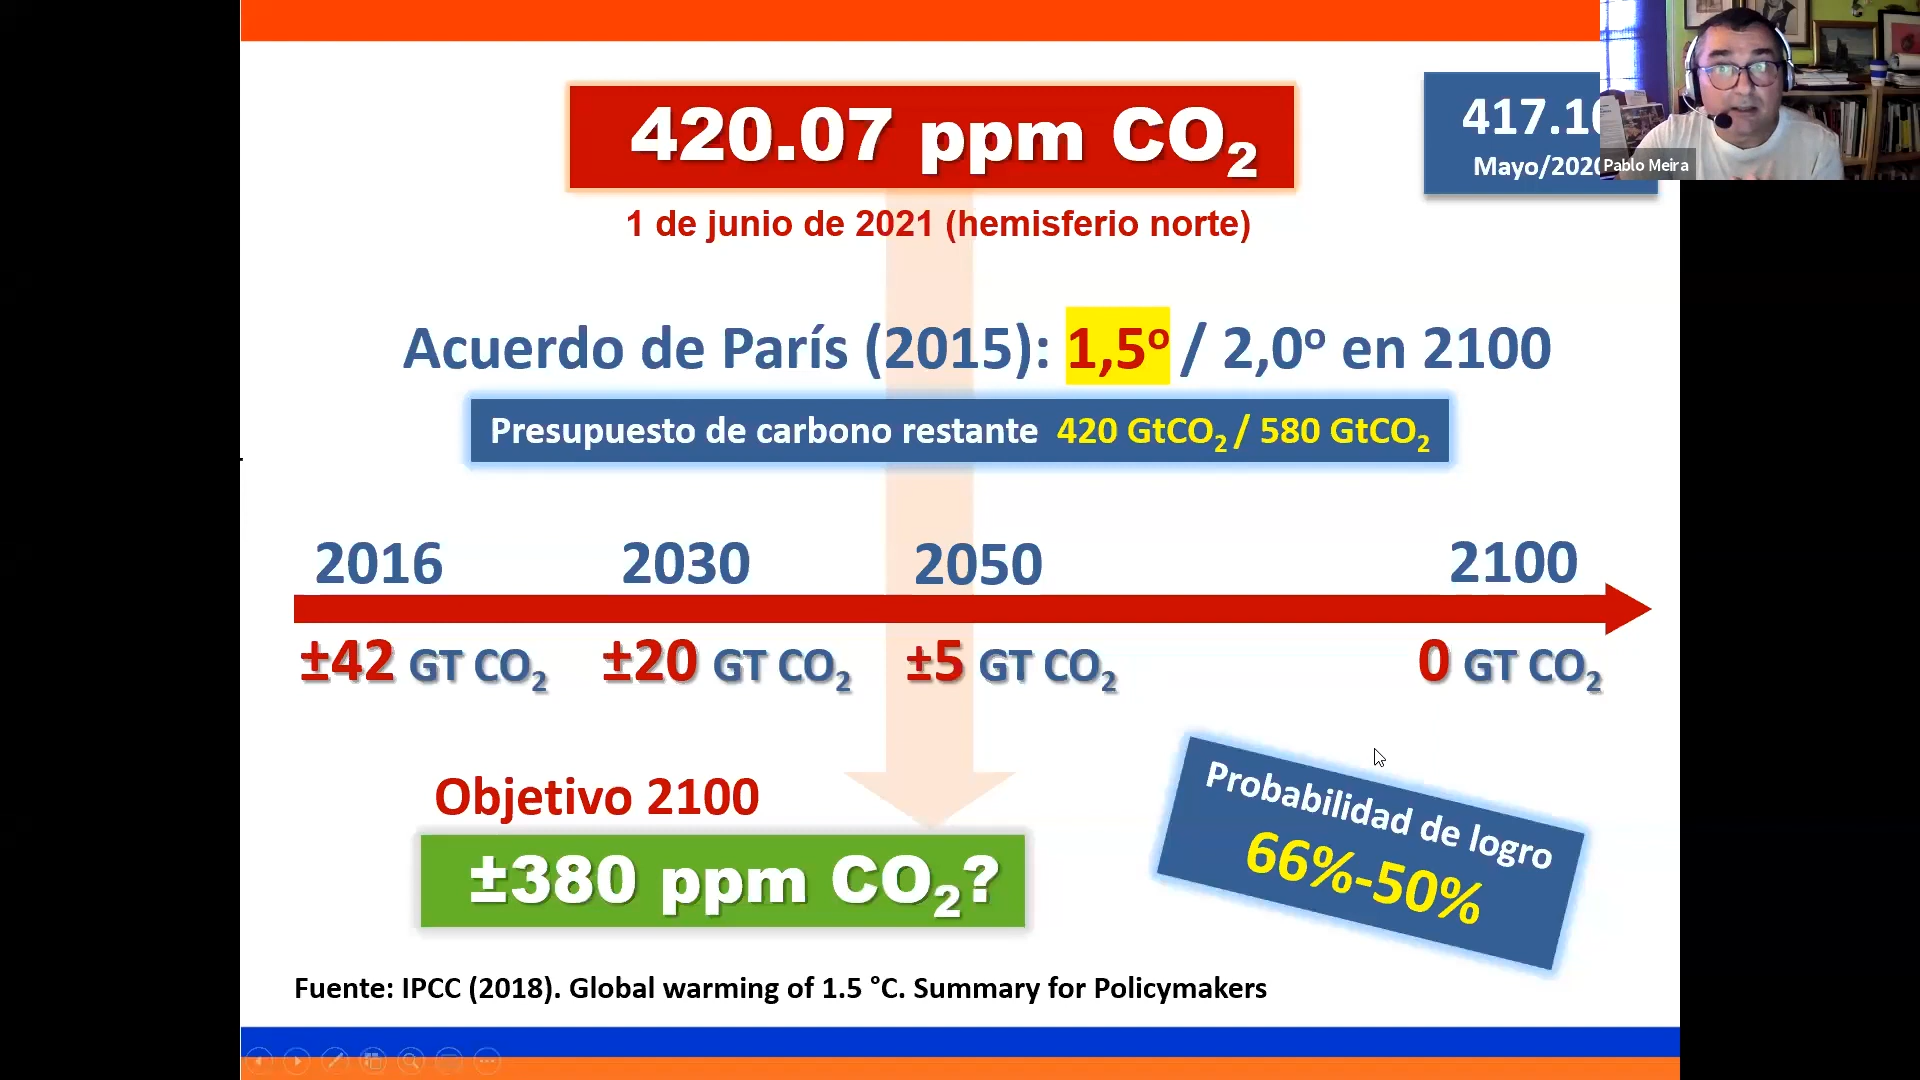 420.07 ppm CO₂
1 de junio de 2021 (hemisferio norte)
417.1
Mayo/202
Pablo Meira
Acuerdo de París (2015): 1,5º / 2,0º en 2100
Presupuesto de carbono restante 420 GtCO₂ / 580 GtCO₂
2016 2030 2050 2100
±42 GT CO₂ ±20 GT CO₂ ±5 GT CO₂ 0 GT CO₂
Objetivo 2100
±380 ppm CO₂?
Probabilidad de logro
66%-50%
Fuente: IPCC (2018). Global warming of 1.5 °C. Summary for Policymakers